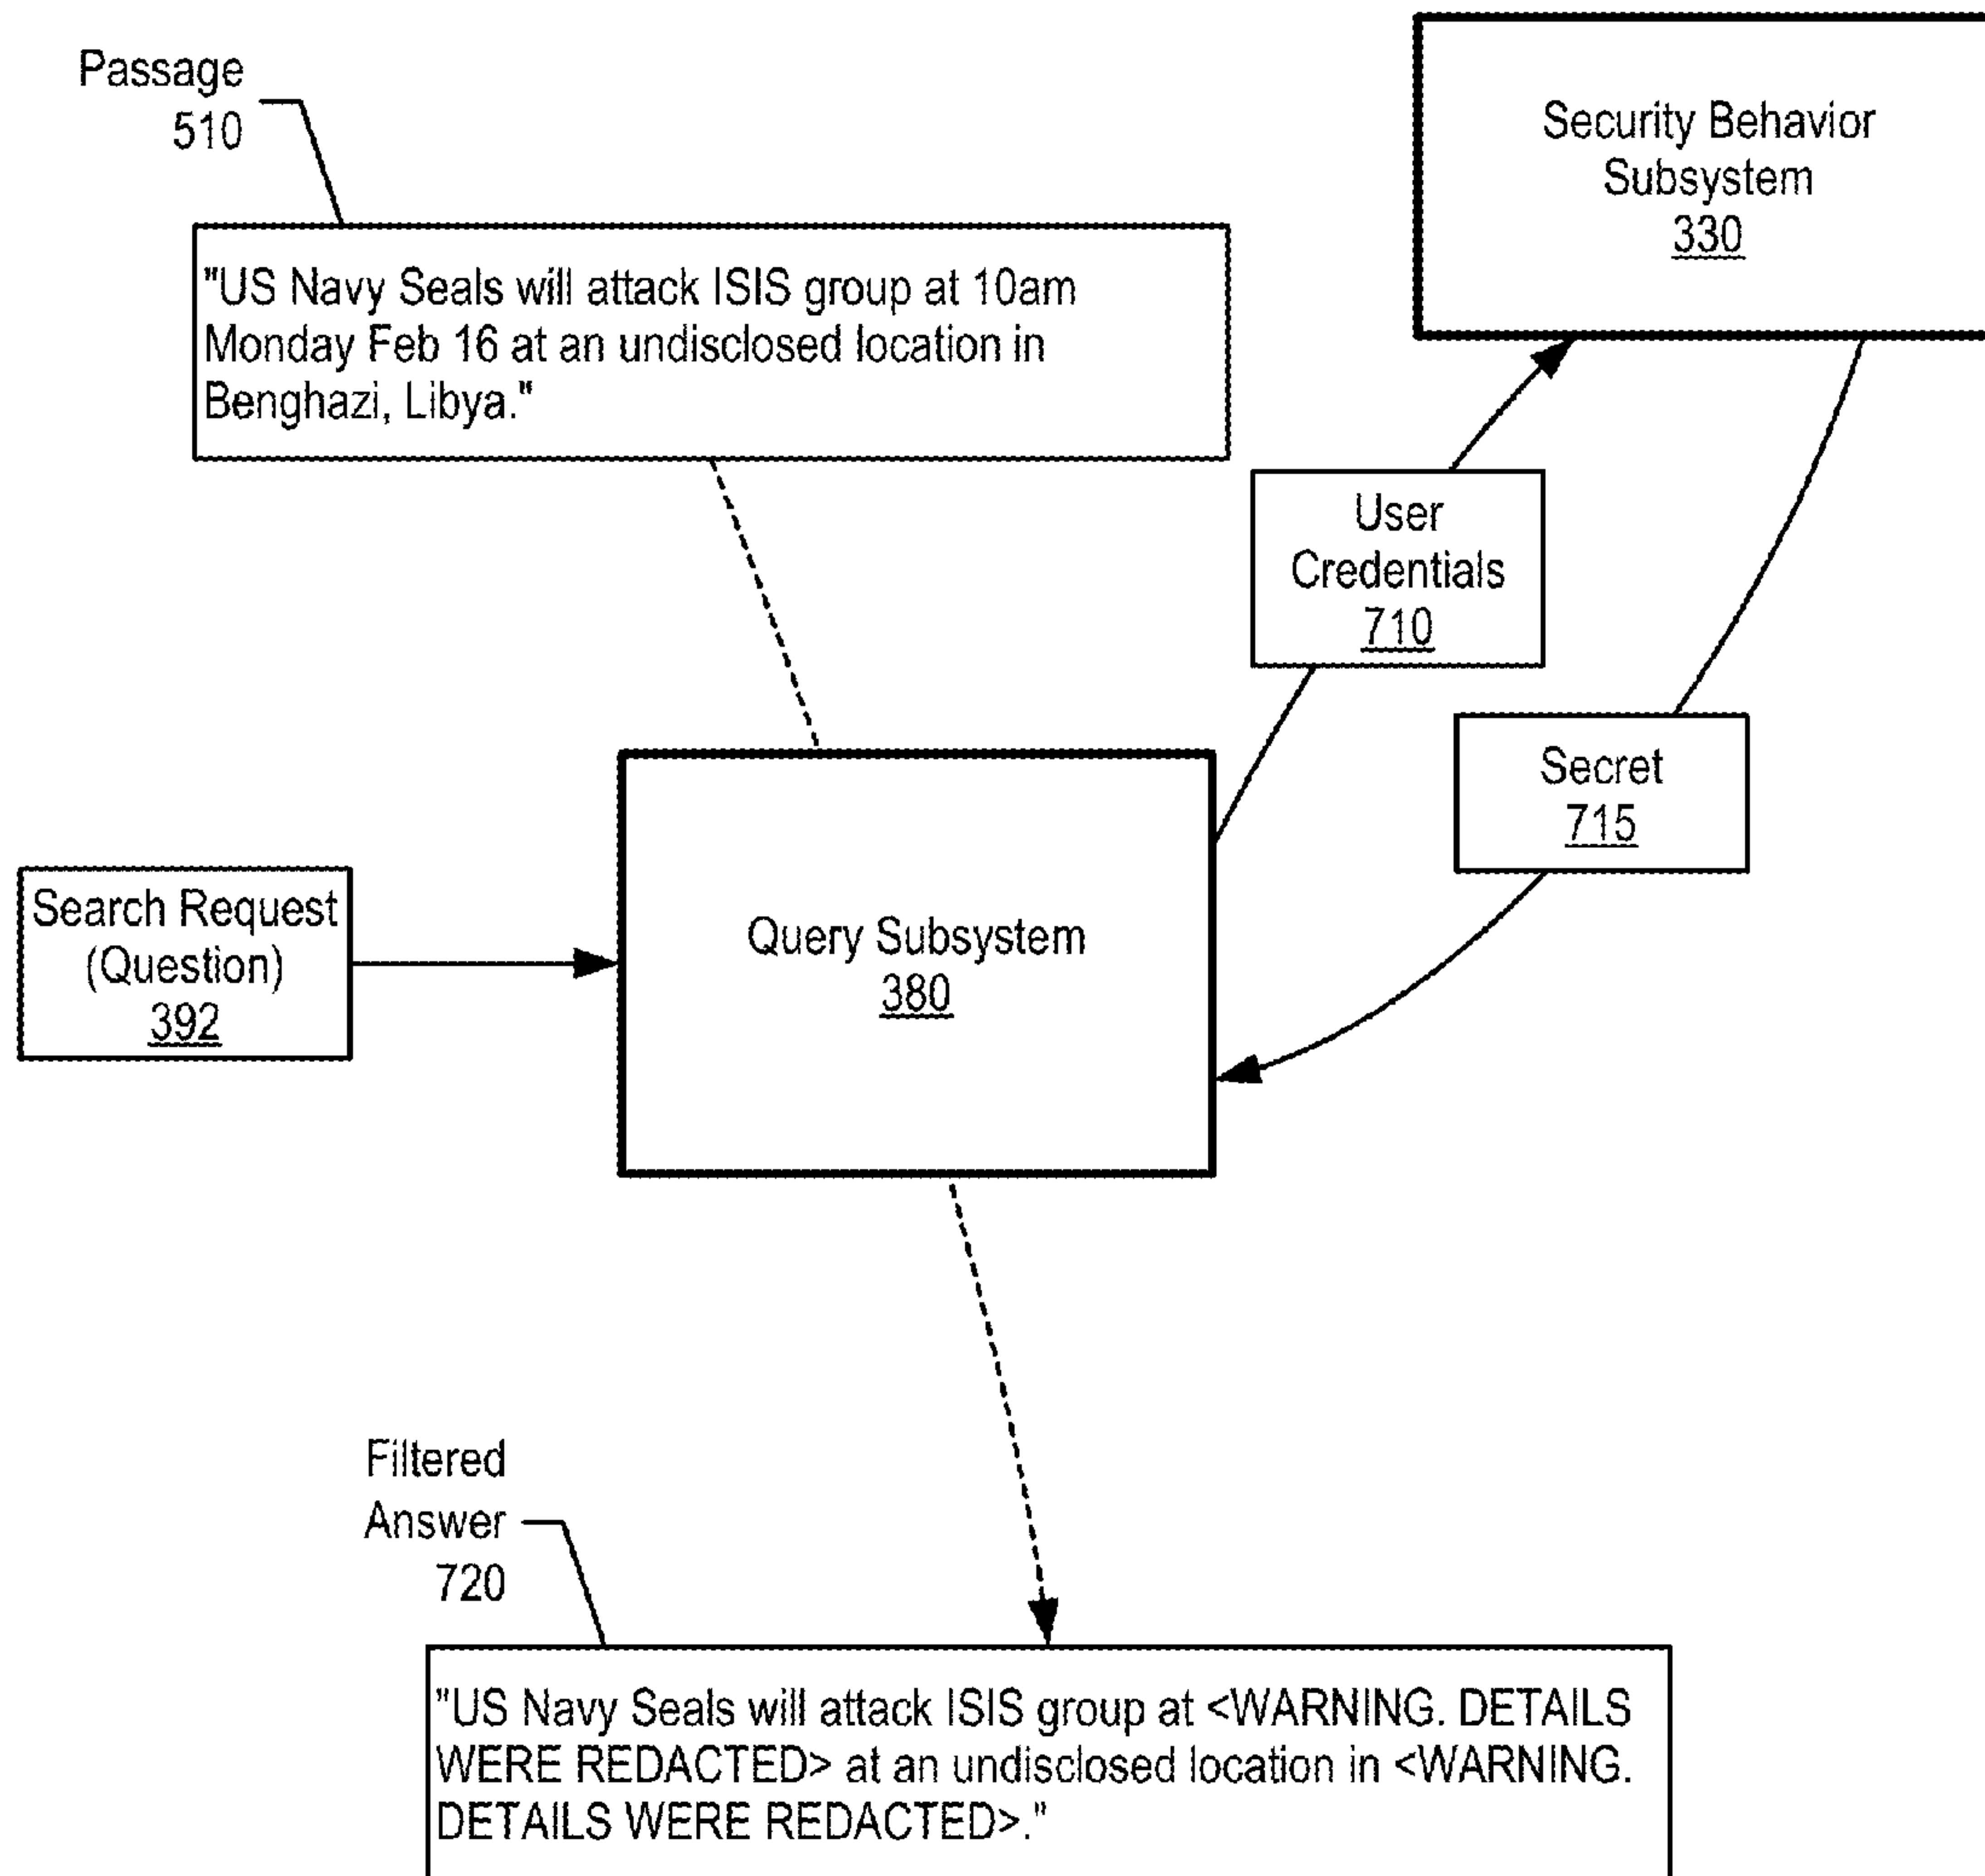 Passage
510
Security Behavior
Subsystem
330
"US Navy Seals will attack ISIS group at 10am
Monday Feb 16 at an undisclosed location in
Benghazi, Libya."
User
Credentials
710
Secret
715
Search Request
(Question)
392
Query Subsystem
380
Filtered
Answer
720
"US Navy Seals will attack ISIS group at <WARNING. DETAILS
WERE REDACTED> at an undisclosed location in <WARNING.
DETAILS WERE REDACTED>."